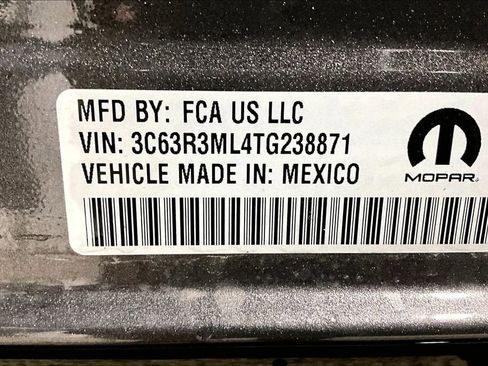 MFD BY: FCA US LLC
VIN: 3C63R3ML4TG238871
VEHICLE MADE IN: MEXICO
MOPAR